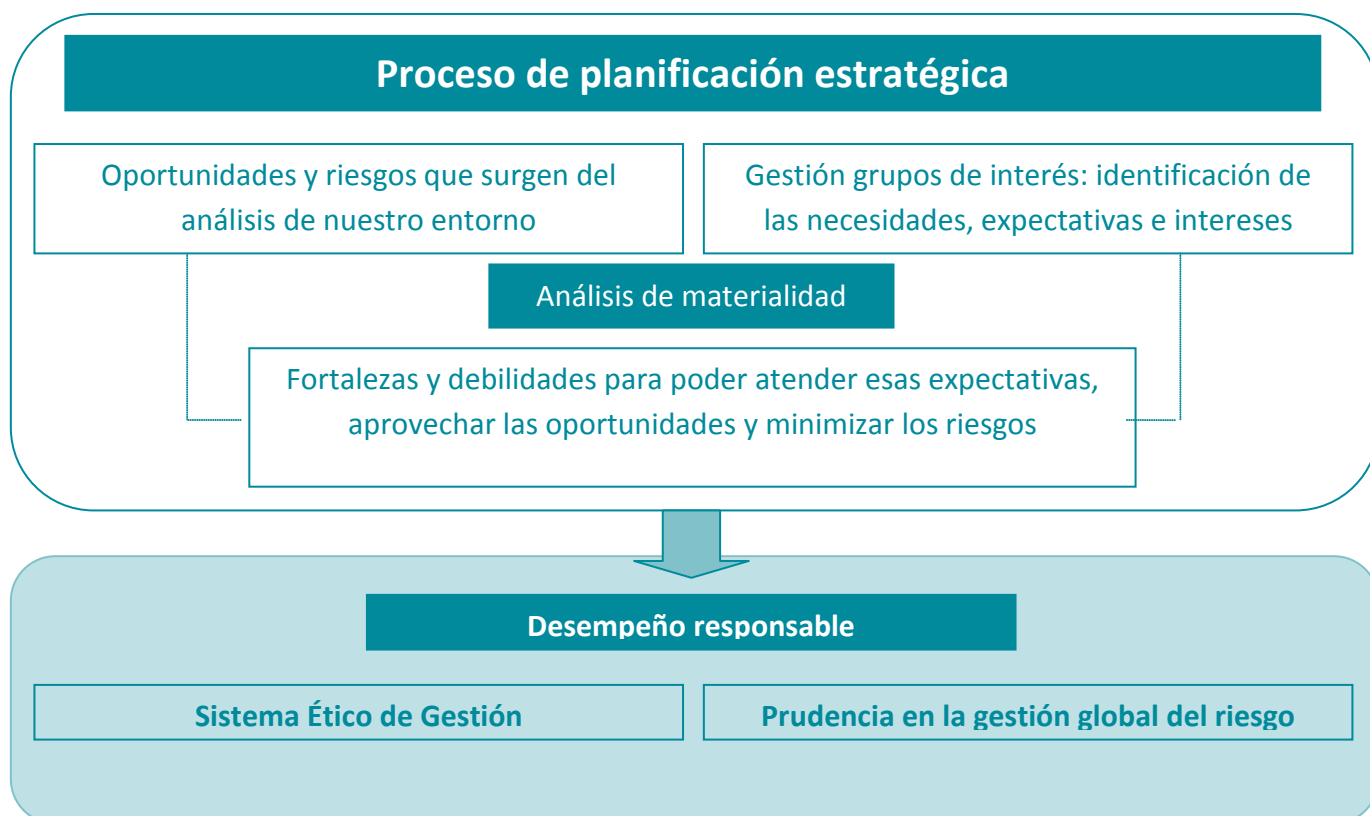 Proceso de planificación estratégica
Oportunidades y riesgos que surgen del
análisis de nuestro entorno
Gestión grupos de interés: identificación de
las necesidades, expectativas e intereses
Análisis de materialidad
Fortalezas y debilidades para poder atender esas expectativas,
aprovechar las oportunidades y minimizar los riesgos
Desempeño responsable
Sistema Ético de Gestión
Prudencia en la gestión global del riesgo